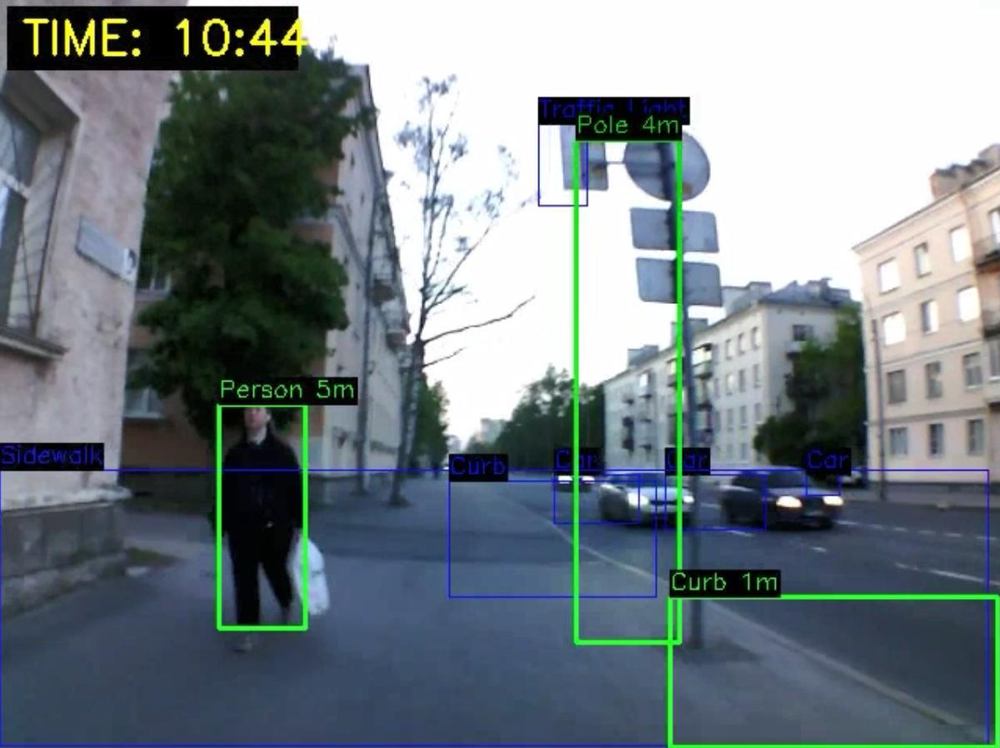 TIME: 10:44
Traffic Light
Pole 4m
Person 5m
Sidewalk
Curb
Car
Car
Car
Curb 1m